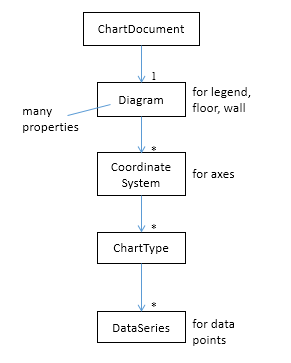 ChartDocument
1
Diagram
for legend,
floor, wall
many
properties
*
Coordinate
System
for axes
*
ChartType
*
DataSeries
for data
points